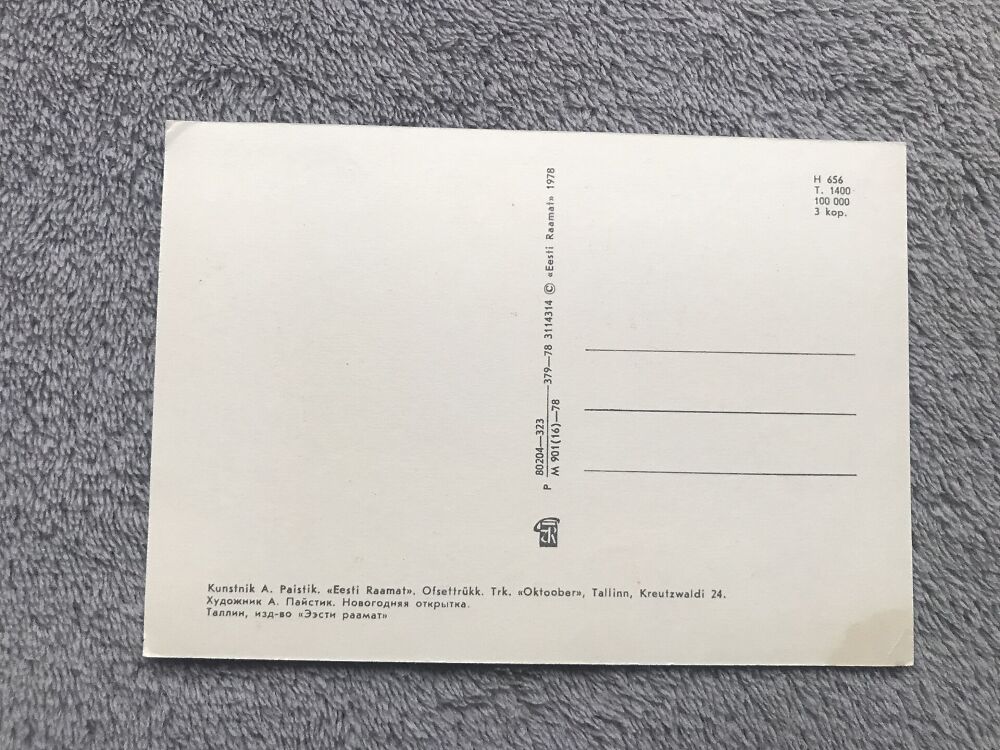 H 656
T. 1400
100 000
3 kop.
P 80204—323
M 901(16)—78
379—78 3114314 © «Eesti Raamat» 1978
Kunstnik A. Paistik. «Eesti Raamat». Ofsettrükk. Trk. «Oktoober», Tallinn, Kreutzwaldi 24.
Художник А. Пайстик. Новогодняя открытка.
Таллин, изд-во «Ээсти раамат»